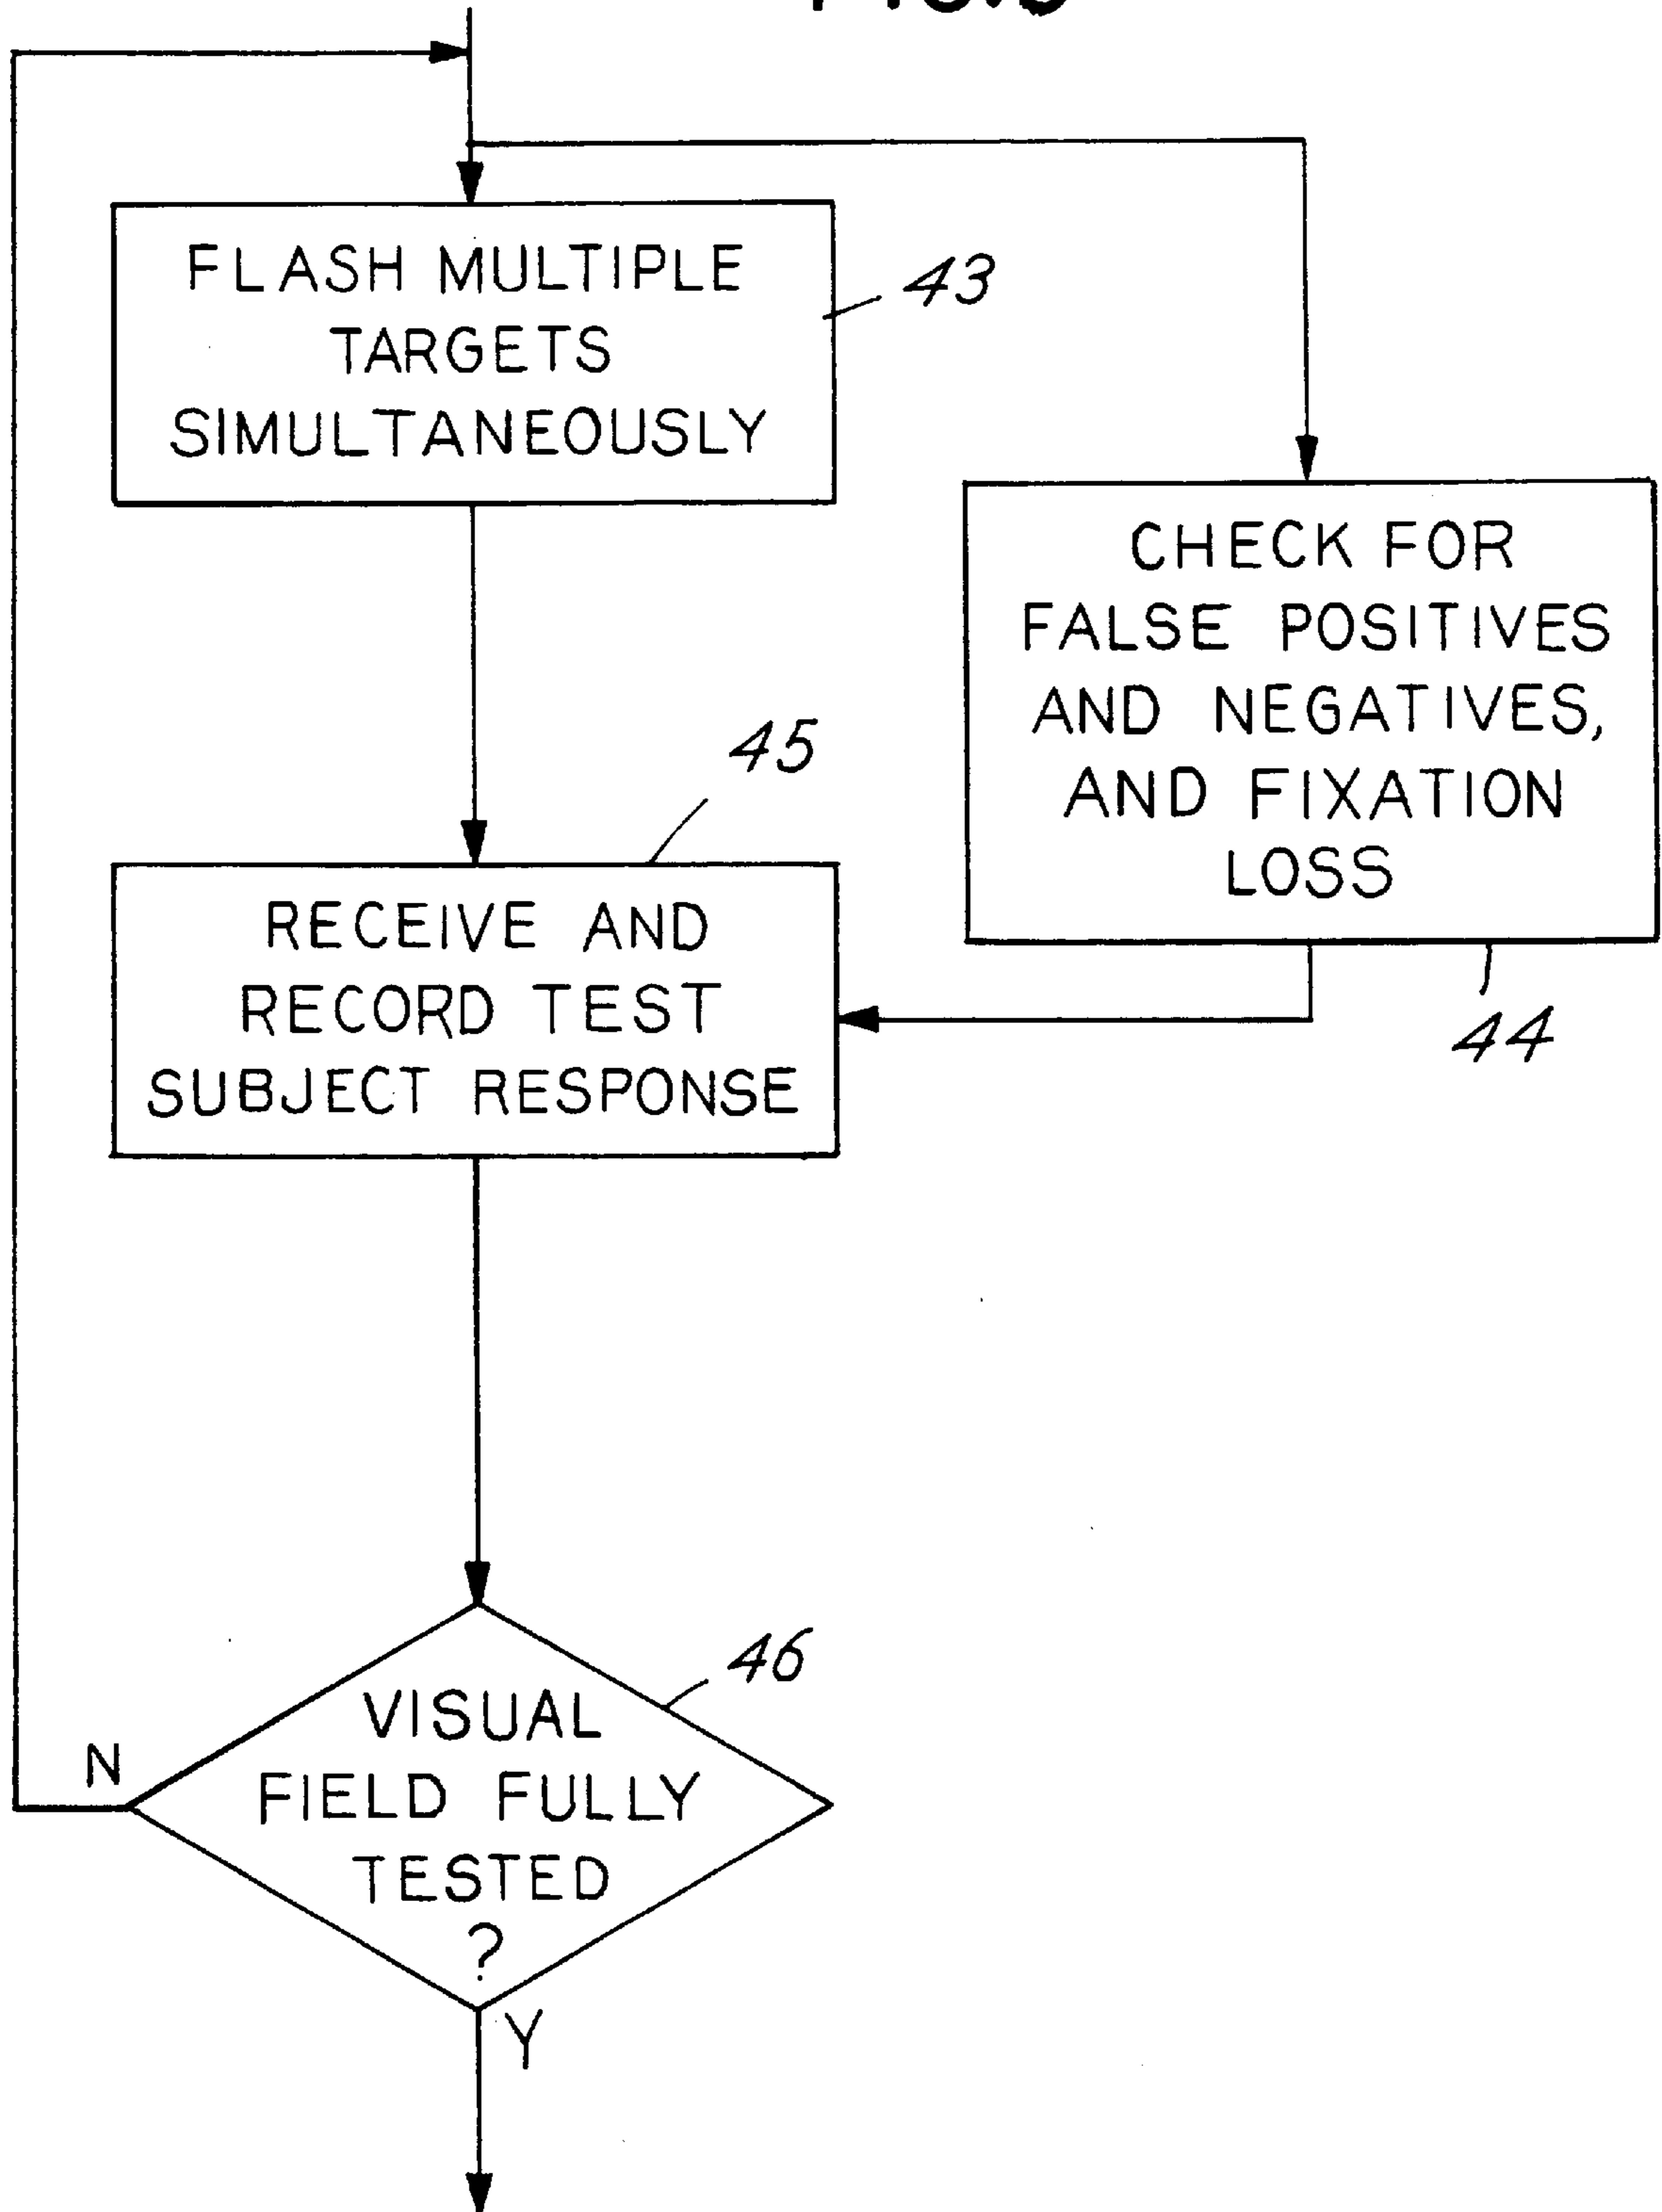 FLASH MULTIPLE
TARGETS
SIMULTANEOUSLY
43
CHECK FOR
FALSE POSITIVES
AND NEGATIVES,
AND FIXATION
LOSS
44
45
RECEIVE AND
RECORD TEST
SUBJECT RESPONSE
46
VISUAL
FIELD FULLY
TESTED
?
N
Y